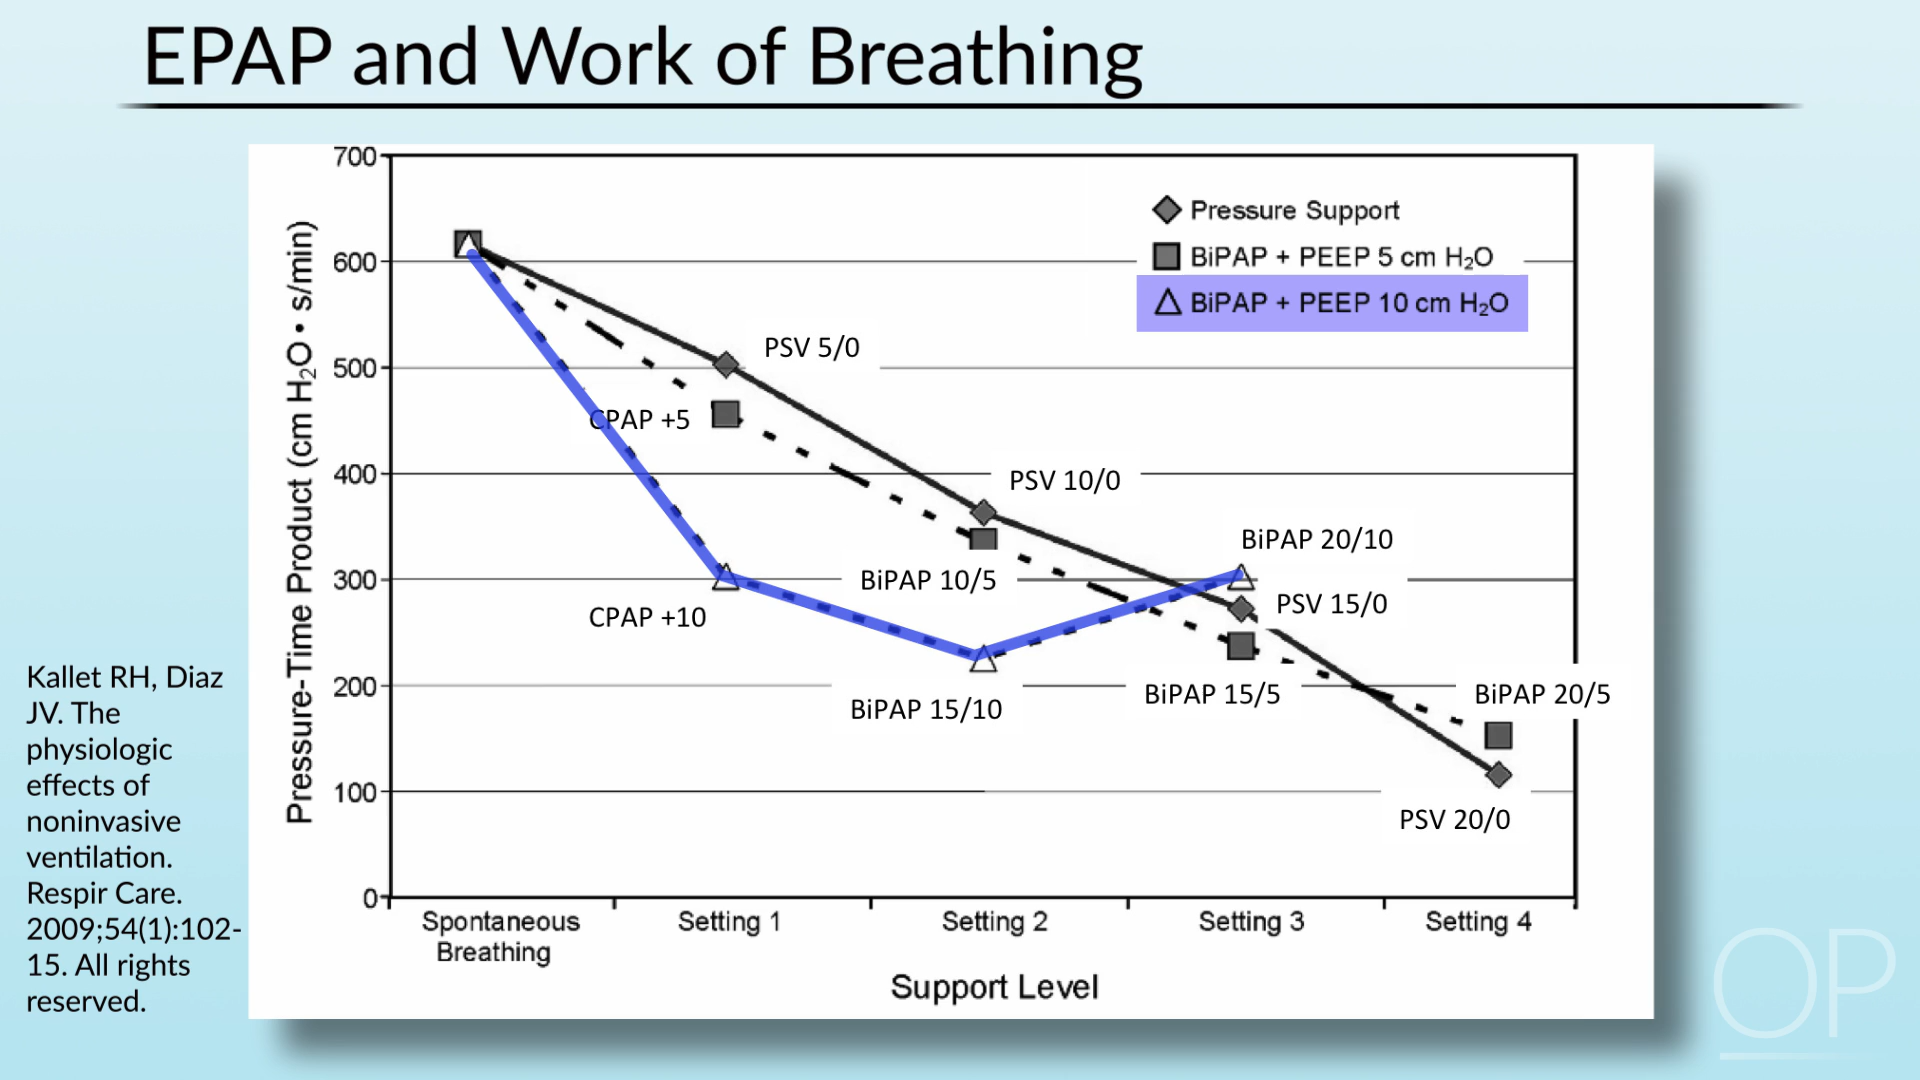 EPAP and Work of Breathing
700
600
500
400
300
200
100
0
Pressure-Time Product (cm H₂O • s/min)
Pressure Support
BiPAP + PEEP 5 cm H₂O
BiPAP + PEEP 10 cm H₂O
PSV 5/0
CPAP +5
PSV 10/0
BiPAP 20/10
BiPAP 10/5
PSV 15/0
CPAP +10
BiPAP 15/5
BiPAP 20/5
BiPAP 15/10
PSV 20/0
Spontaneous
Breathing
Setting 1
Setting 2
Setting 3
Setting 4
Support Level
Kallet RH, Diaz
JV. The
physiologic
effects of
noninvasive
ventilation.
Respir Care.
2009;54(1):102-
15. All rights
reserved.
OP